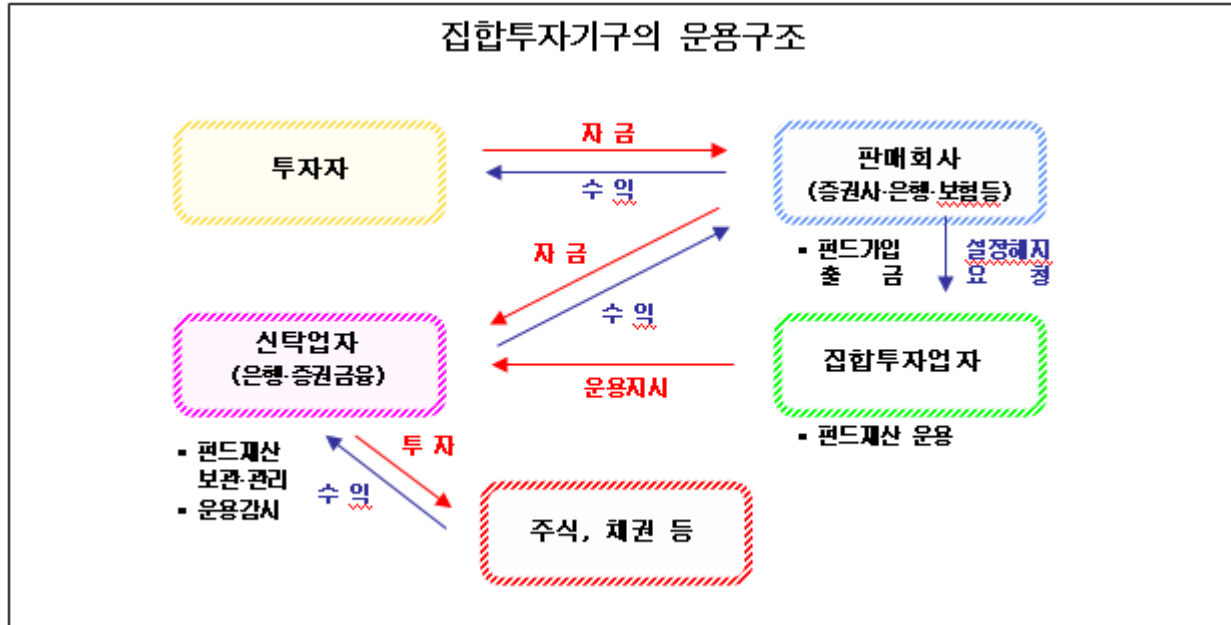 집합투자기구의 운용구조
투자자
자 금
수 익
판매회사
(증권사·은행·보험등)
자 금
수 익
▪ 펀드가입
출 금
설정해지
요 청
신탁업자
(은행·증권금융)
운용지시
집합투자업자
▪ 펀드재산 운용
▪ 펀드재산
보관·관리
▪ 운용감시
투 자
수 익
주식, 채권 등